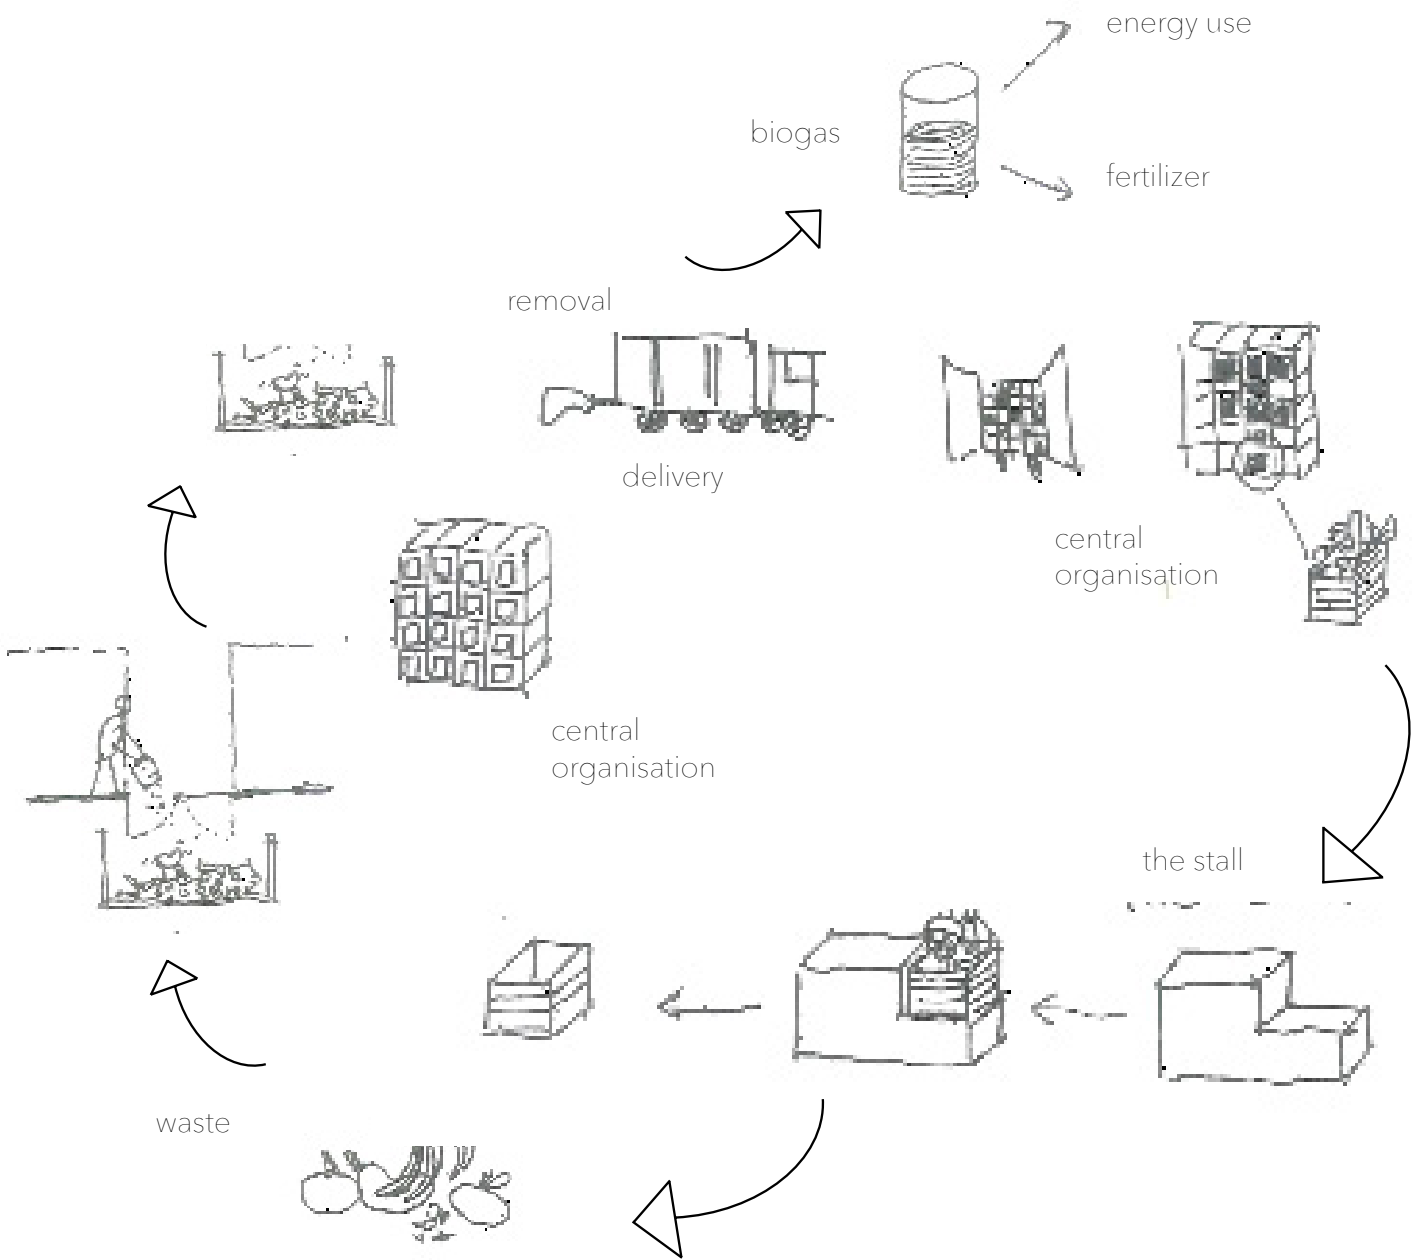 energy use
biogas
fertilizer
removal
delivery
central
organisation
central
organisation
the stall
waste